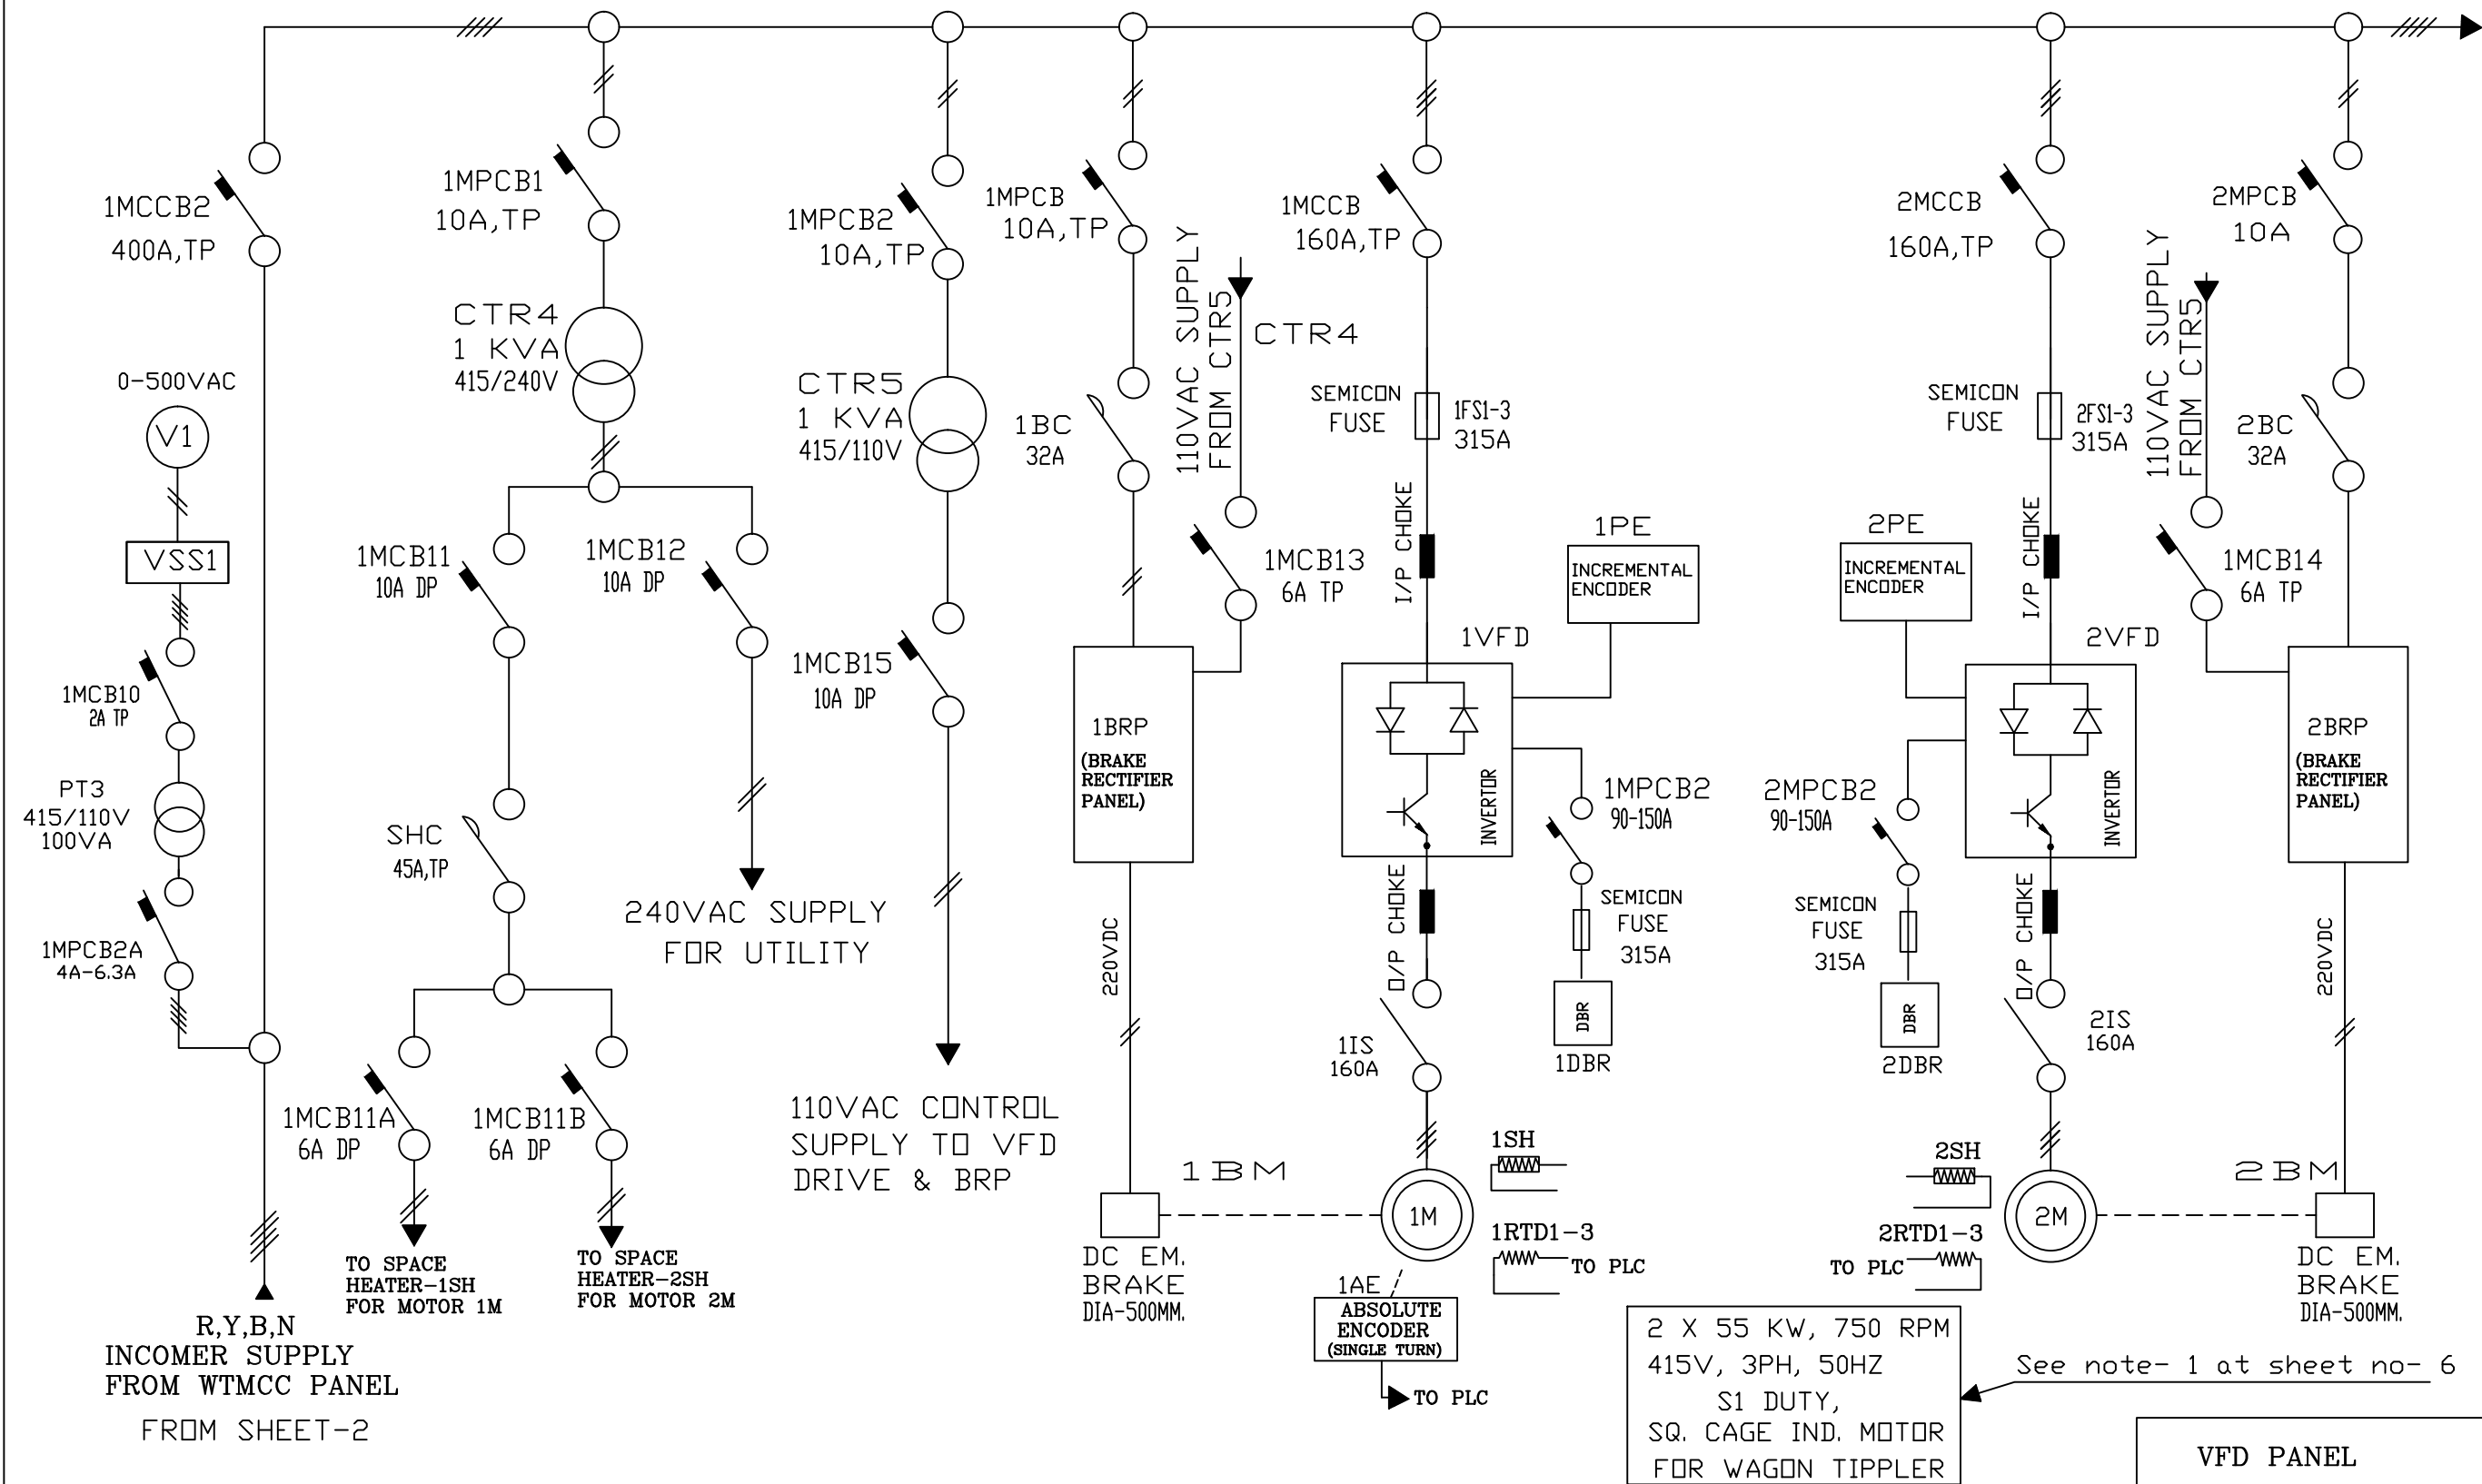 1MCCB2
400A,TP
0-500VAC
V1
VSS1
1MCB10
2A TP
PT3
415/110V
100VA
1MPCB2A
4A-6.3A
R,Y,B,N
INCOMER SUPPLY
FROM WTMCC PANEL
FROM SHEET-2
1MPCB1
10A,TP
CTR4
1 KVA
415/240V
1MCB11
10A DP
1MCB12
10A DP
SHC
45A,TP
240VAC SUPPLY
FOR UTILITY
1MCB11A
6A DP
1MCB11B
6A DP
TO SPACE
HEATER-1SH
FOR MOTOR 1M
TO SPACE
HEATER-2SH
FOR MOTOR 2M
1MPCB2
10A,TP
CTR5
1 KVA
415/110V
1MCB15
10A DP
110VAC CONTROL
SUPPLY TO VFD
DRIVE & BRP
1MPCB
10A,TP
1BC
32A
110VAC SUPPLY
FROM CTR5
CTR4
1MCB13
6A TP
1BRP
(BRAKE
RECTIFIER
PANEL)
220VDC
1BM
DC EM.
BRAKE
DIA-500MM.
1MCCB
160A,TP
SEMICON
FUSE
1FS1-3
315A
I/P CHOKE
1PE
INCREMENTAL
ENCODER
1VFD
INVERTOR
1MPCB2
90-150A
SEMICON
FUSE
315A
DBR
1DBR
O/P CHOKE
1IS
160A
1M
1SH
1RTD1-3
TO PLC
1AE
ABSOLUTE
ENCODER
(SINGLE TURN)
TO PLC
2MCCB
160A,TP
SEMICON
FUSE
2FS1-3
315A
I/P CHOKE
2PE
INCREMENTAL
ENCODER
2VFD
INVERTOR
2MPCB2
90-150A
SEMICON
FUSE
315A
DBR
2DBR
O/P CHOKE
2IS
160A
2M
2SH
2RTD1-3
TO PLC
2MPCB
10A
110VAC SUPPLY
FROM CTR5
2BC
32A
1MCB14
6A TP
2BRP
(BRAKE
RECTIFIER
PANEL)
220VDC
2BM
DC EM.
BRAKE
DIA-500MM.
2 X 55 KW, 750 RPM
415V, 3PH, 50HZ
S1 DUTY,
SQ. CAGE IND. MOTOR
FOR WAGON TIPPLER
See note- 1 at sheet no- 6
VFD PANEL